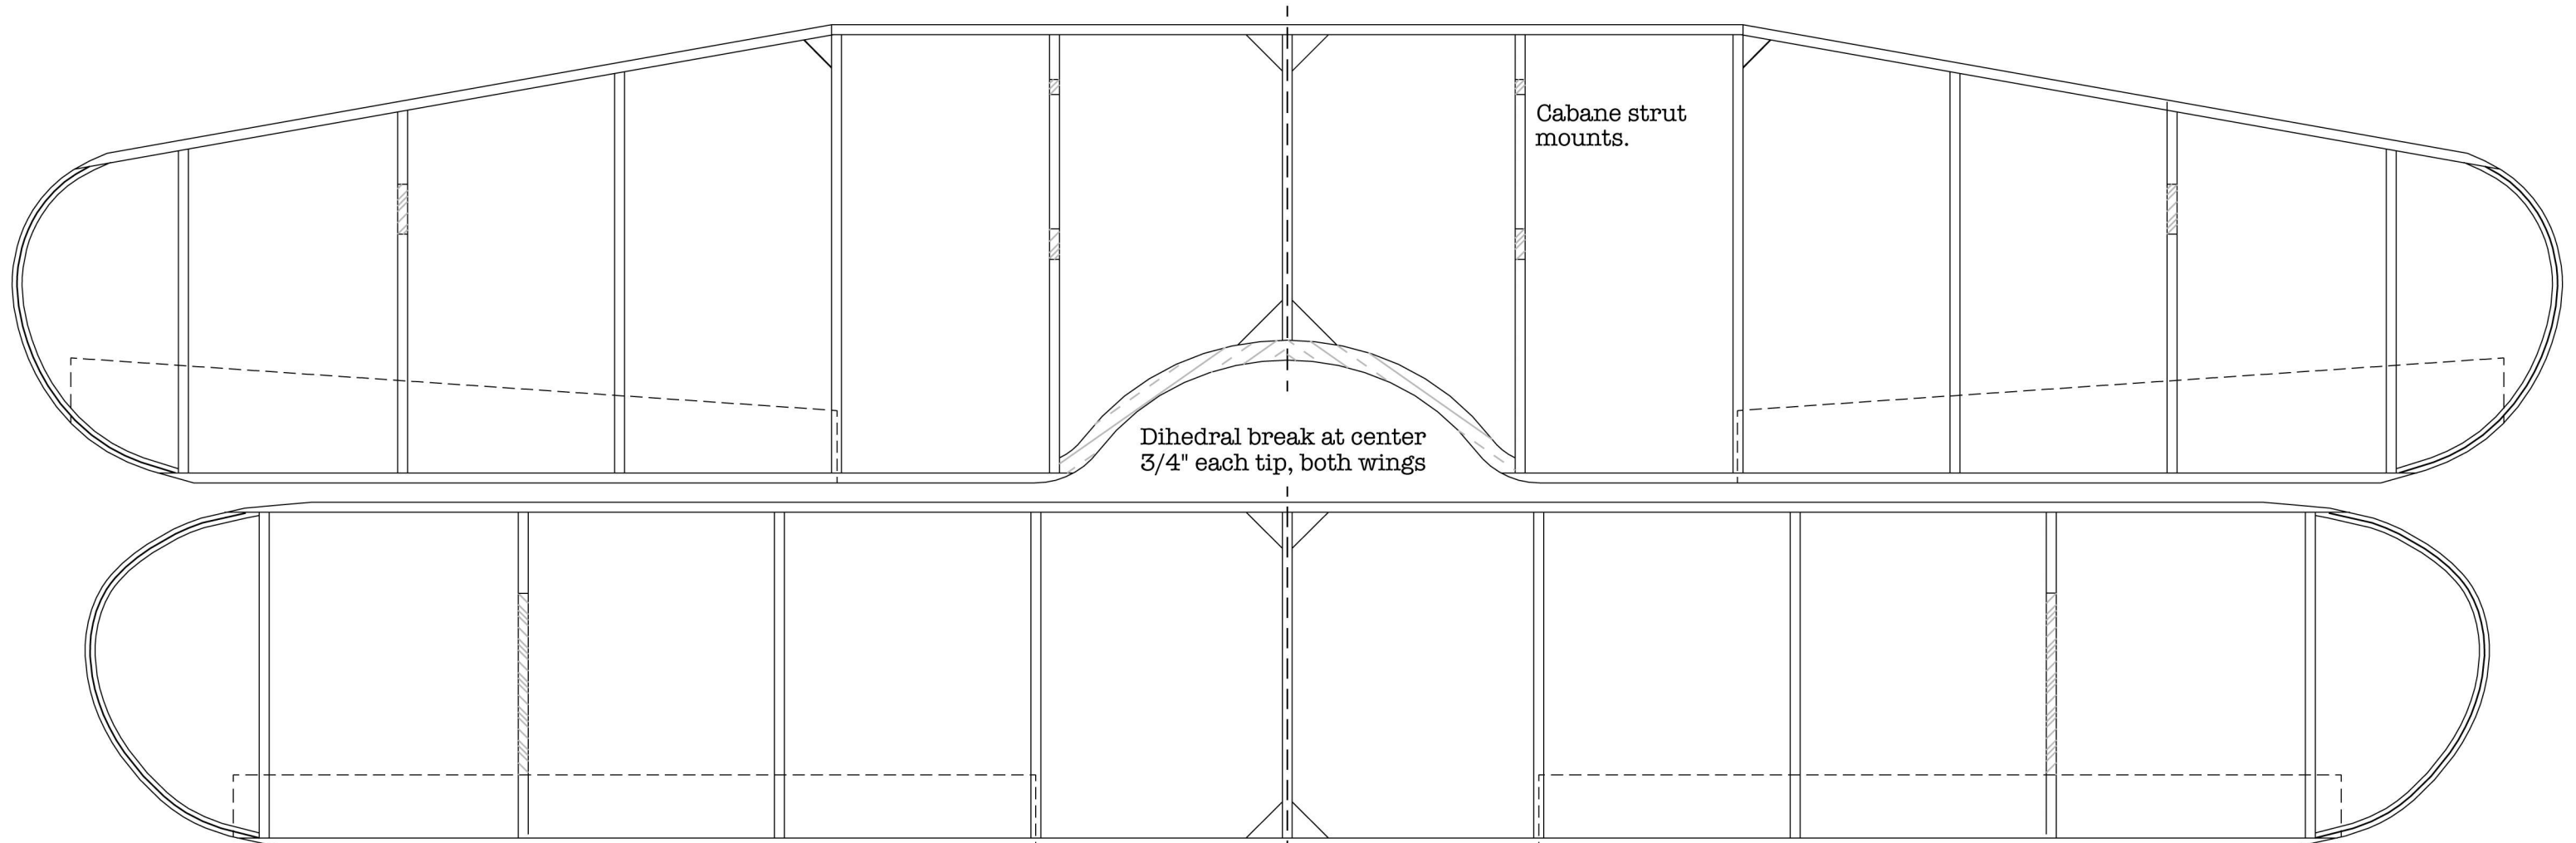 Cabane strut
mounts.
Dihedral break at center
3/4" each tip, both wings